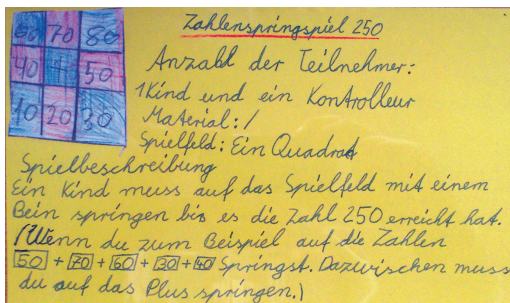 Zahlenspringspiel 250
60 70 80
40 + 50
10 20 30
Anzahl der Teilnehmer:
1 Kind und ein Kontrolleur
Material: /
Spielfeld: Ein Quadrat
Spielbeschreibung
Ein Kind muss auf das Spielfeld mit einem
Bein springen bis es die Zahl 250 erreicht hat.
(Wenn du zum Beispiel auf die Zahlen
50 + 70 + 60 + 30 + 40 Springst. Dazwischen muss
du auf das Plus springen.)